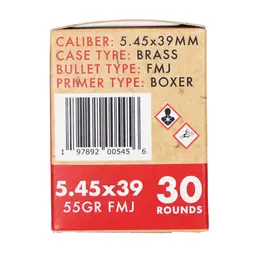 CALIBER: 5.45x39MM
CASE TYPE: BRASS
BULLET TYPE: FMJ
PRIMER TYPE: BOXER
1 97892 00545 6
5.45x39
55GR FMJ
30
ROUNDS